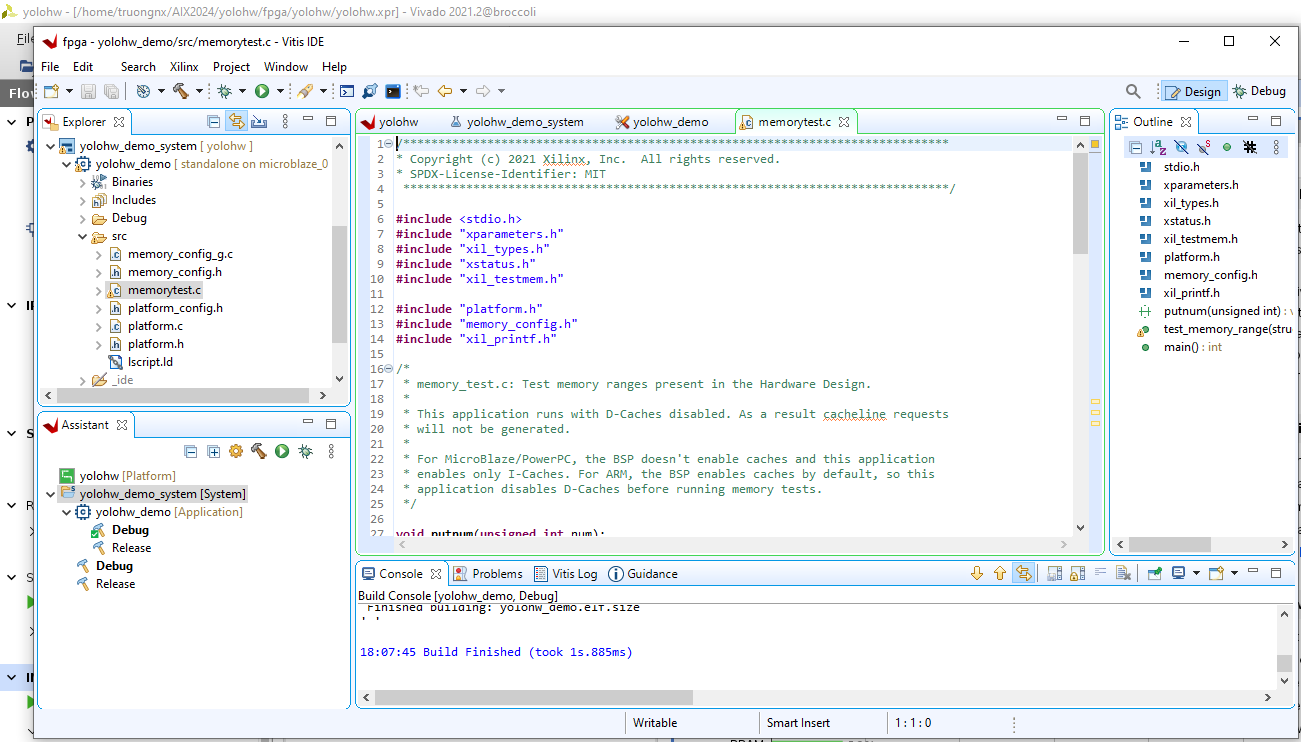 yolohw - [/home/truongnx/AIX2024/yolohw/fpga/yolohw/yolohw.xpr] - Vivado 2021.2@broccoli
File
Flow
fpga - yolohw_demo/src/memorytest.c - Vitis IDE
File Edit Search Xilinx Project Window Help
Design Debug
Explorer
yolohw_demo_system [ yolohw ]
yolohw_demo [ standalone on microblaze_0
Binaries
Includes
Debug
src
memory_config_g.c
memory_config.h
memorytest.c
platform_config.h
platform.c
platform.h
lscript.ld
_ide
Assistant
yolohw [Platform]
yolohw_demo_system [System]
yolohw_demo [Application]
Debug
Release
Debug
Release
yolohw yolohw_demo_system yolohw_demo memorytest.c
1 /******************************************************************************
2 * Copyright (c) 2021 Xilinx, Inc.  All rights reserved.
3 * SPDX-License-Identifier: MIT
4 ******************************************************************************/
5
6 #include <stdio.h>
7 #include "xparameters.h"
8 #include "xil_types.h"
9 #include "xstatus.h"
10 #include "xil_testmem.h"
11
12 #include "platform.h"
13 #include "memory_config.h"
14 #include "xil_printf.h"
15
16 /*
17 * memory_test.c: Test memory ranges present in the Hardware Design.
18 *
19 * This application runs with D-Caches disabled. As a result cacheline requests
20 * will not be generated.
21 *
22 * For MicroBlaze/PowerPC, the BSP doesn't enable caches and this application
23 * enables only I-Caches. For ARM, the BSP enables caches by default, so this
24 * application disables D-Caches before running memory tests.
25 */
26
27 void putnum(unsigned int num);
Outline
stdio.h
xparameters.h
xil_types.h
xstatus.h
xil_testmem.h
platform.h
memory_config.h
xil_printf.h
putnum(unsigned int) : v
test_memory_range(stru
main() : int
Console Problems Vitis Log Guidance
Build Console [yolohw_demo, Debug]
'Finished building: yolohw_demo.elf.size'
' '
18:07:45 Build Finished (took 1s.885ms)
Writable Smart Insert 1 : 1 : 0